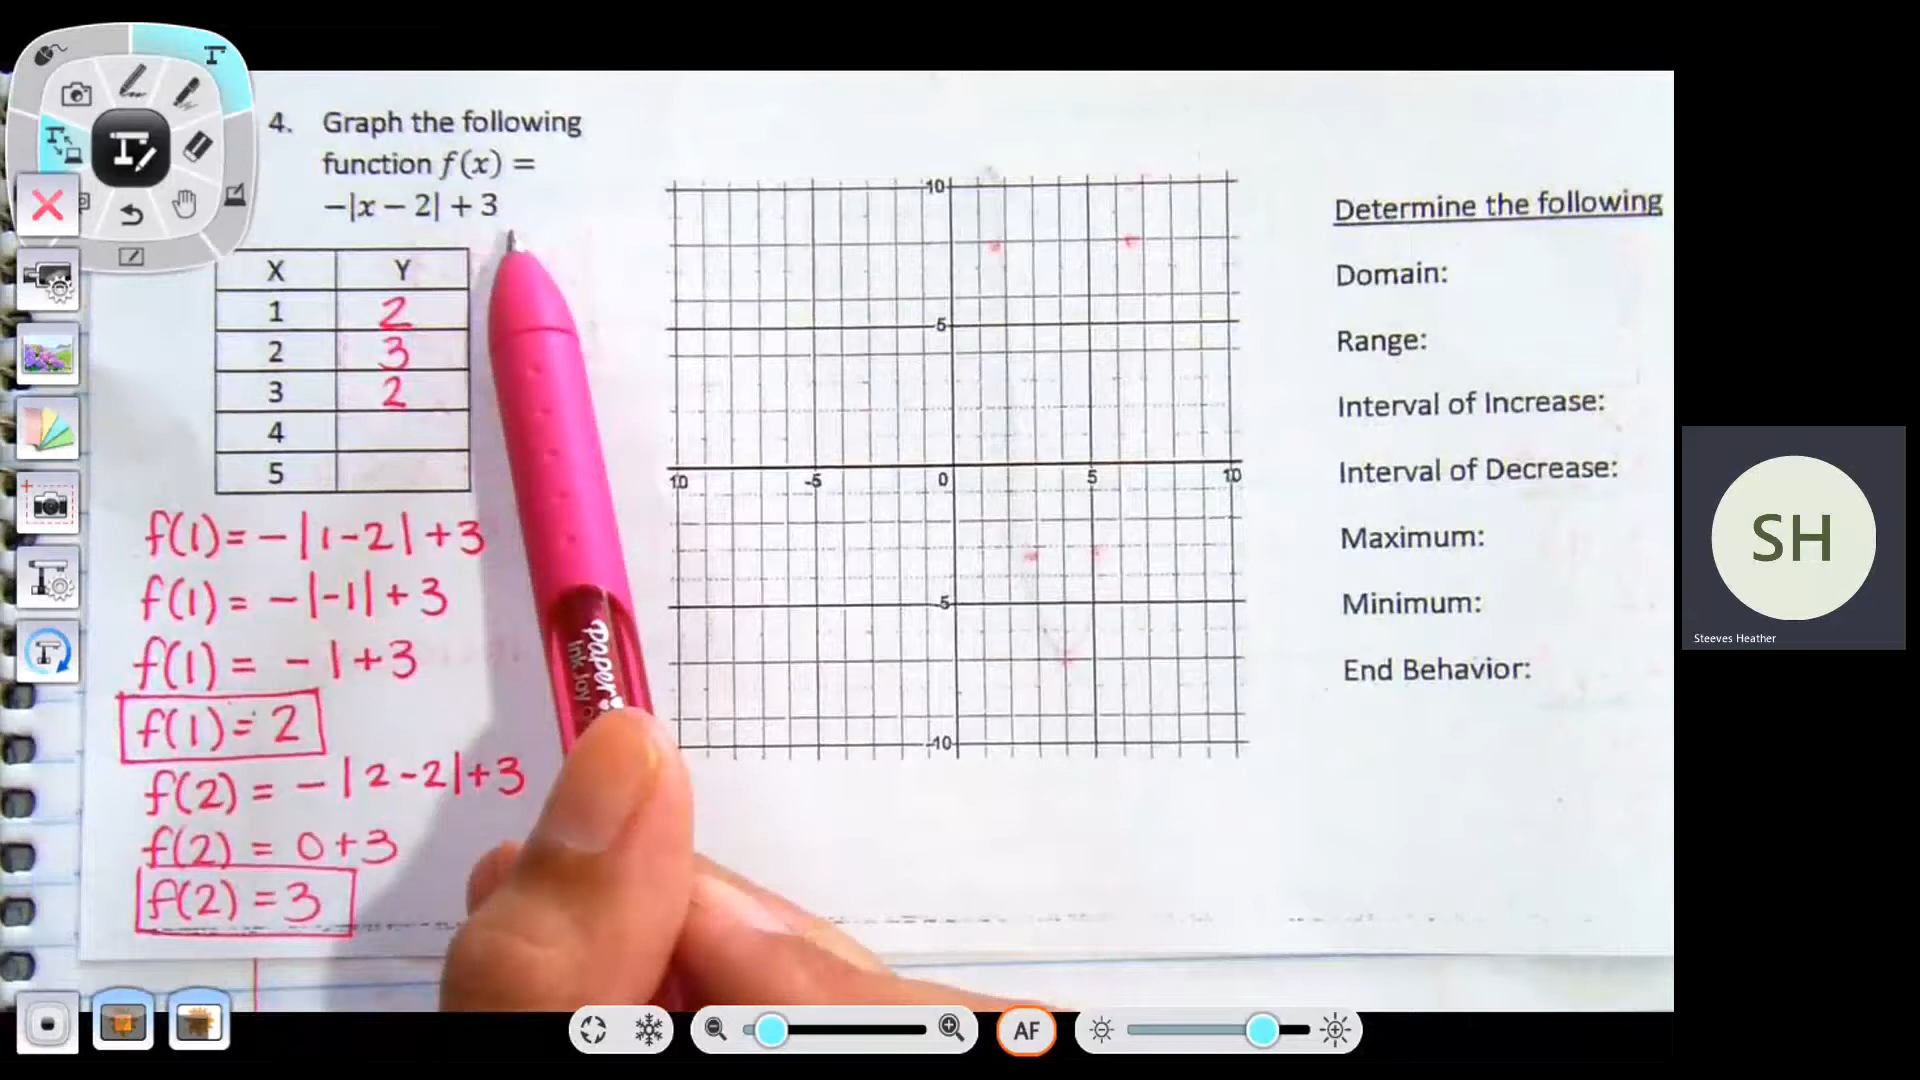 4. Graph the following
function f(x) =
−|x − 2| + 3
X Y
1 2
2 3
3 2
4
5
f(1) = -|1-2|+3
f(1) = -|-1|+3
f(1) = -1+3
f(1) = 2
f(2) = -|2-2|+3
f(2) = 0+3
f(2) = 3
Paper
InkJoy
10
5
10 -5 0 5 10
-5
-10
Determine the following
Domain:
Range:
Interval of Increase:
Interval of Decrease:
Maximum:
Minimum:
End Behavior:
SH
Steeves Heather
AF